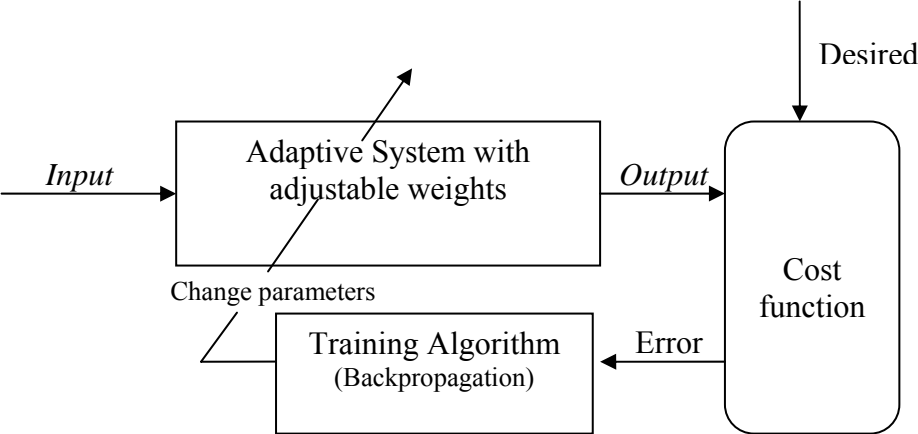 Desired
Adaptive System with
adjustable weights
Input
Output
Cost
function
Change parameters
Training Algorithm
(Backpropagation)
Error